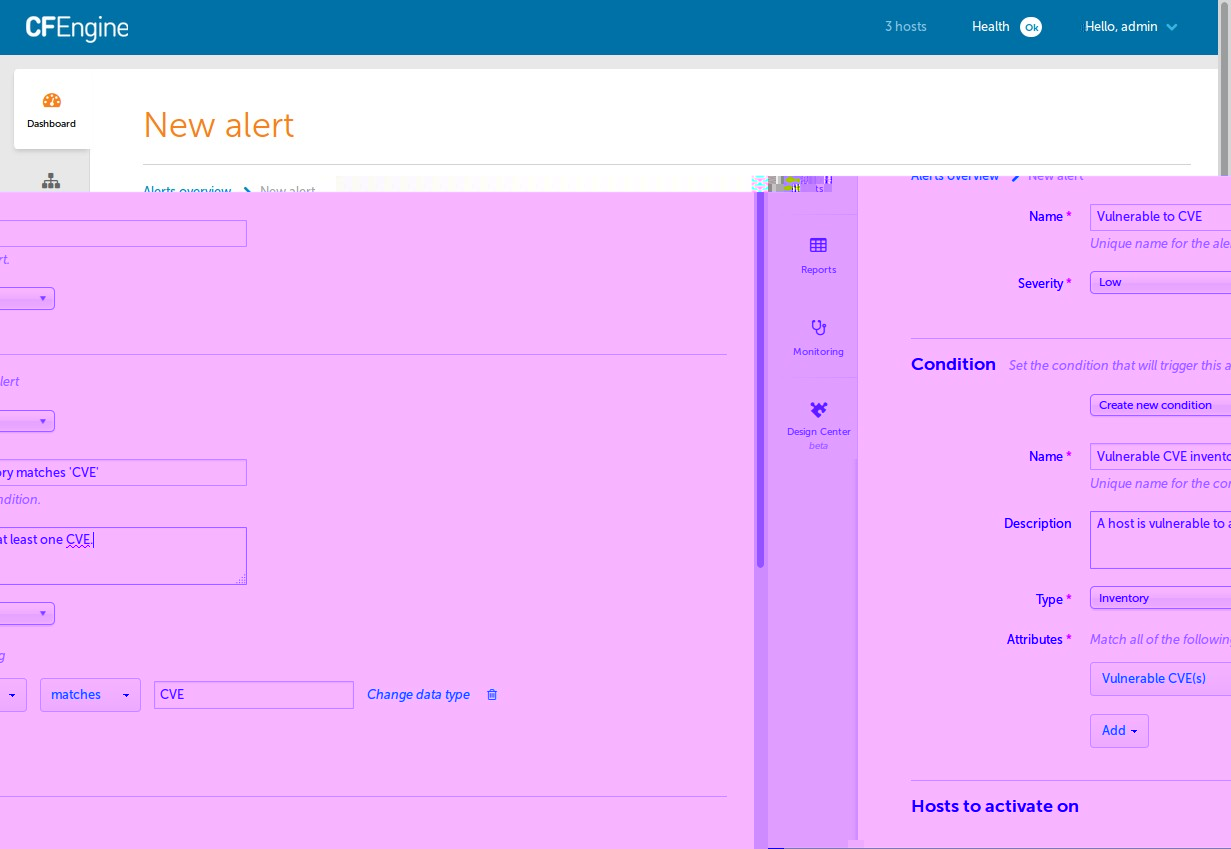 CFEngine
3 hosts
Health Ok
Hello, admin
Dashboard
New alert
Alerts overview New alert
Alerts overview New alert
Name * Vulnerable to CVE
Unique name for the ale
rt.
Reports
Severity * Low
Monitoring
Condition Set the condition that will trigger this a
lert
Create new condition
Design Center
beta
Name * Vulnerable CVE invento
ory matches 'CVE'
Unique name for the con
ndition.
Description A host is vulnerable to a
at least one CVE.
Type * Inventory
Attributes * Match all of the followin
g
Vulnerable CVE(s)
matches CVE Change data type
Add
Hosts to activate on